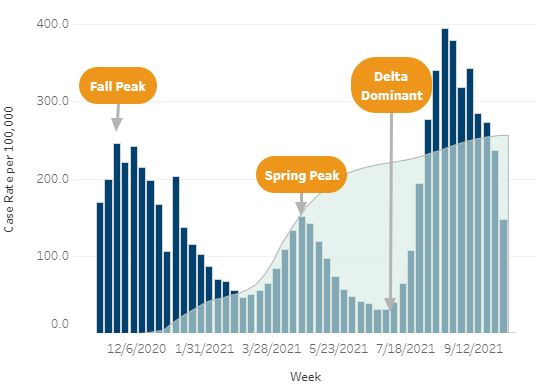 400.0
Delta
Dominant
Fall Peak
300.0
Case Rate per 100,000
Spring Peak
200.0
100.0
0.0
12/6/2020 1/31/2021 3/28/2021 5/23/2021 7/18/2021 9/12/2021
Week